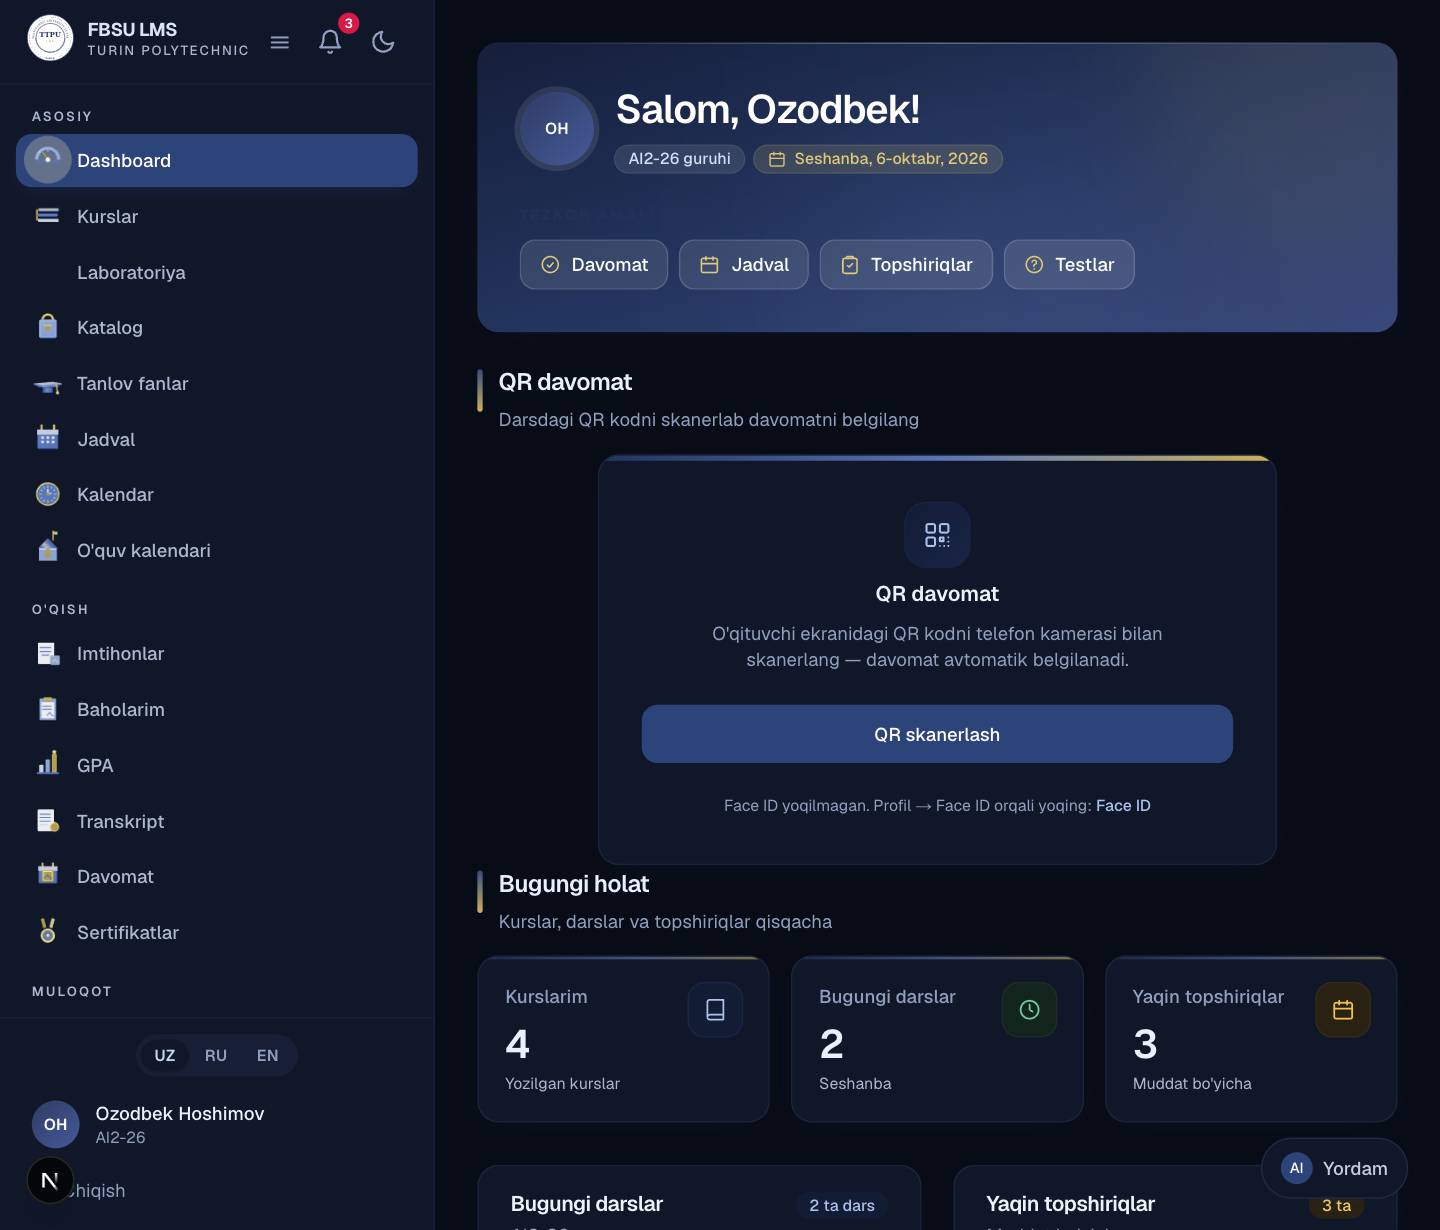 TTPU
FBSU LMS
TURIN POLYTECHNIC
3
ASOSIY
Dashboard
Kurslar
Laboratoriya
Katalog
Tanlov fanlar
Jadval
Kalendar
O'quv kalendari
O'QISH
Imtihonlar
Baholarim
GPA
Transkript
Davomat
Sertifikatlar
MULOQOT
UZ RU EN
OH
Ozodbek Hoshimov
AI2-26
N
hiqish
OH
Salom, Ozodbek!
AI2-26 guruhi
Seshanba, 6-oktabr, 2026
Davomat
Jadval
Topshiriqlar
Testlar
QR davomat
Darsdagi QR kodni skanerlab davomatni belgilang
QR davomat
O'qituvchi ekranidagi QR kodni telefon kamerasi bilan
skanerlang — davomat avtomatik belgilanadi.
QR skanerlash
Face ID yoqilmagan. Profil → Face ID orqali yoqing: Face ID
Bugungi holat
Kurslar, darslar va topshiriqlar qisqacha
Kurslarim
4
Yozilgan kurslar
Bugungi darslar
2
Seshanba
Yaqin topshiriqlar
3
Muddat bo'yicha
Bugungi darslar
2 ta dars
Yaqin topshiriqlar
3 ta
AI Yordam